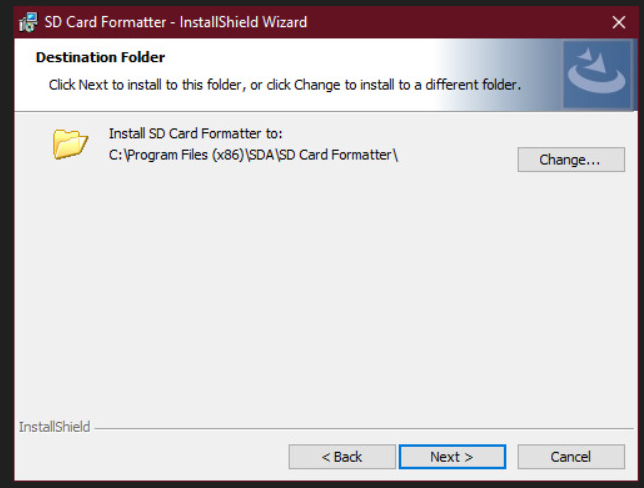 SD Card Formatter - InstallShield Wizard
Destination Folder
Click Next to install to this folder, or click Change to install to a different folder.
Install SD Card Formatter to:
C:\Program Files (x86)\SDA\SD Card Formatter\
Change...
InstallShield
< Back
Next >
Cancel